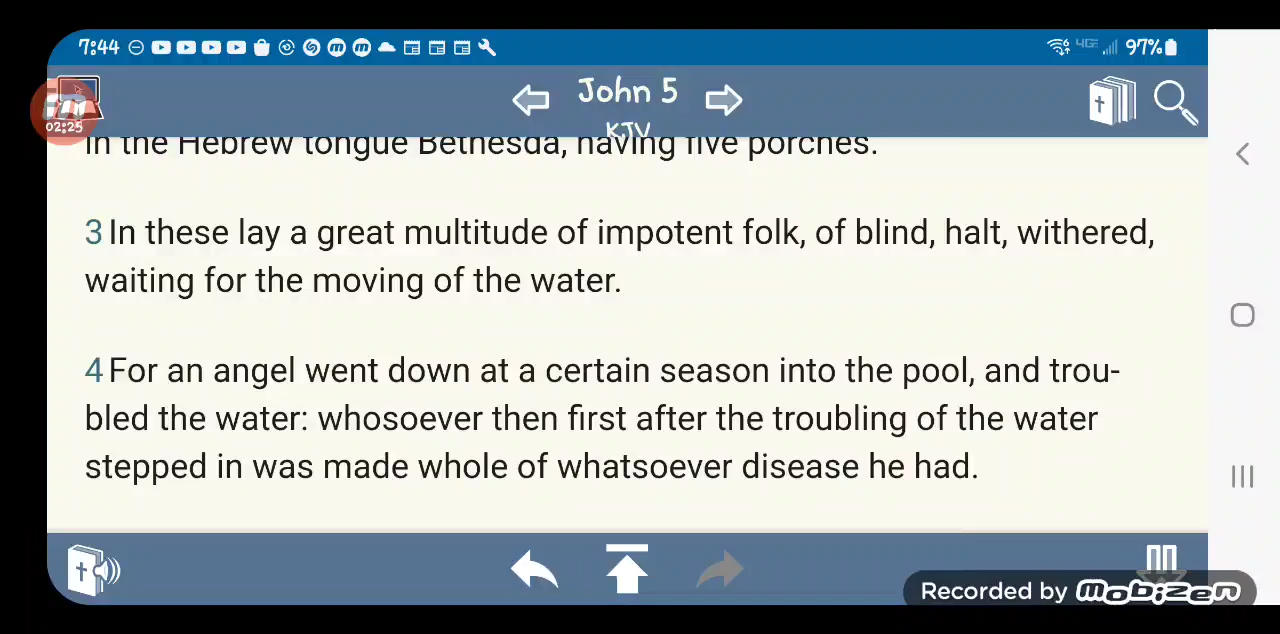 7:44 4GE 97%
John 5
KJV
02:25
in the Hebrew tongue Bethesda, having five porches.
3 In these lay a great multitude of impotent folk, of blind, halt, withered,
waiting for the moving of the water.
4 For an angel went down at a certain season into the pool, and trou-
bled the water: whosoever then first after the troubling of the water
stepped in was made whole of whatsoever disease he had.
Recorded by mobizen